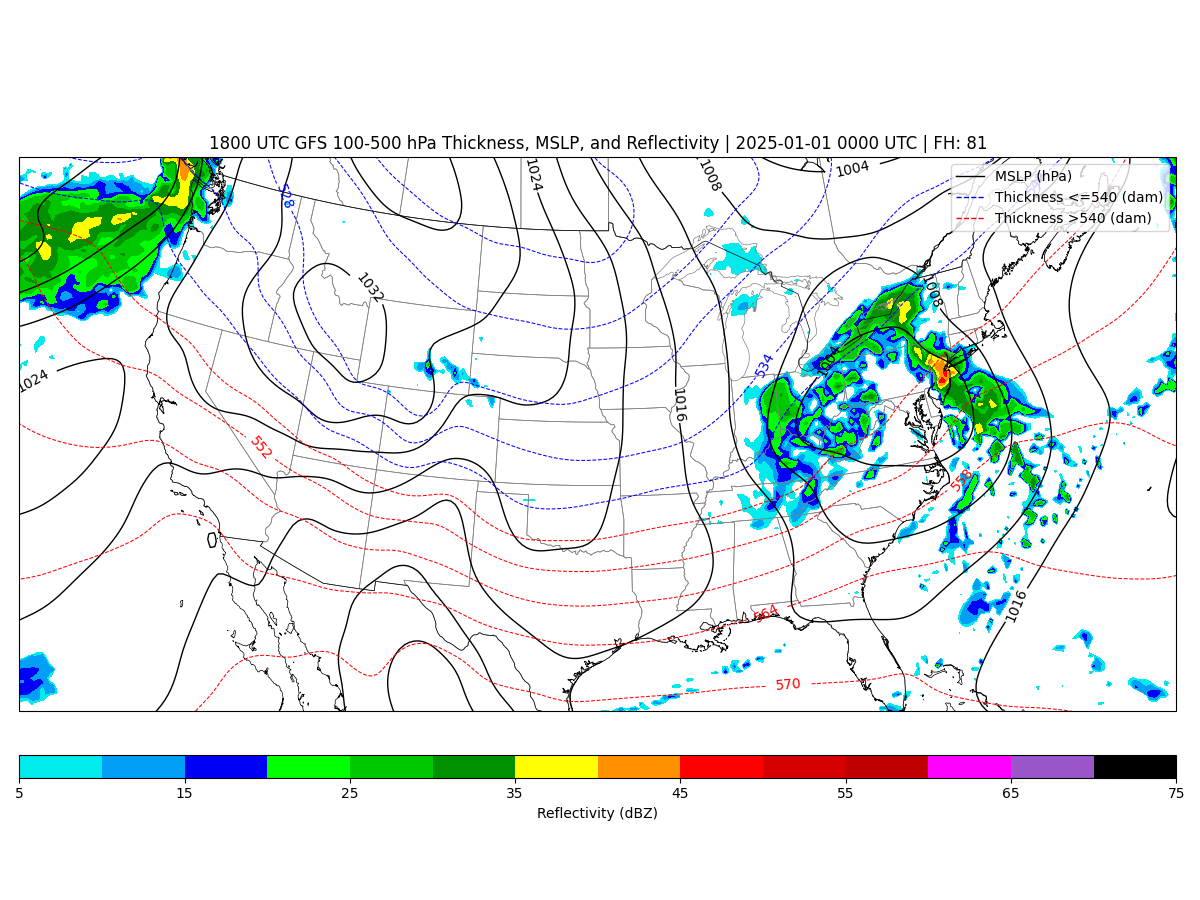 1800 UTC GFS 100-500 hPa Thickness, MSLP, and Reflectivity | 2025-01-01 0000 UTC | FH: 81
1004
1024
1008
MSLP (hPa)
528
Thickness <=540 (dam)
Thickness >540 (dam)
1032
1008
534
1024
1016
552
558
1016
564
570
5 15 25 35 45 55 65 75
Reflectivity (dBZ)